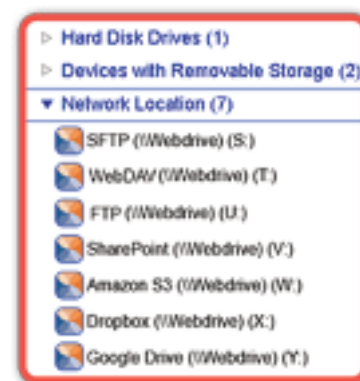 Hard Disk Drives (1)
Devices with Removable Storage (2)
Network Location (7)
SFTP (\\Webdrive) (S:)
WebDAV (\\Webdrive) (T:)
FTP (\\Webdrive) (U:)
SharePoint (\\Webdrive) (V:)
Amazon S3 (\\Webdrive) (W:)
Dropbox (\\Webdrive) (X:)
Google Drive (\\Webdrive) (Y:)